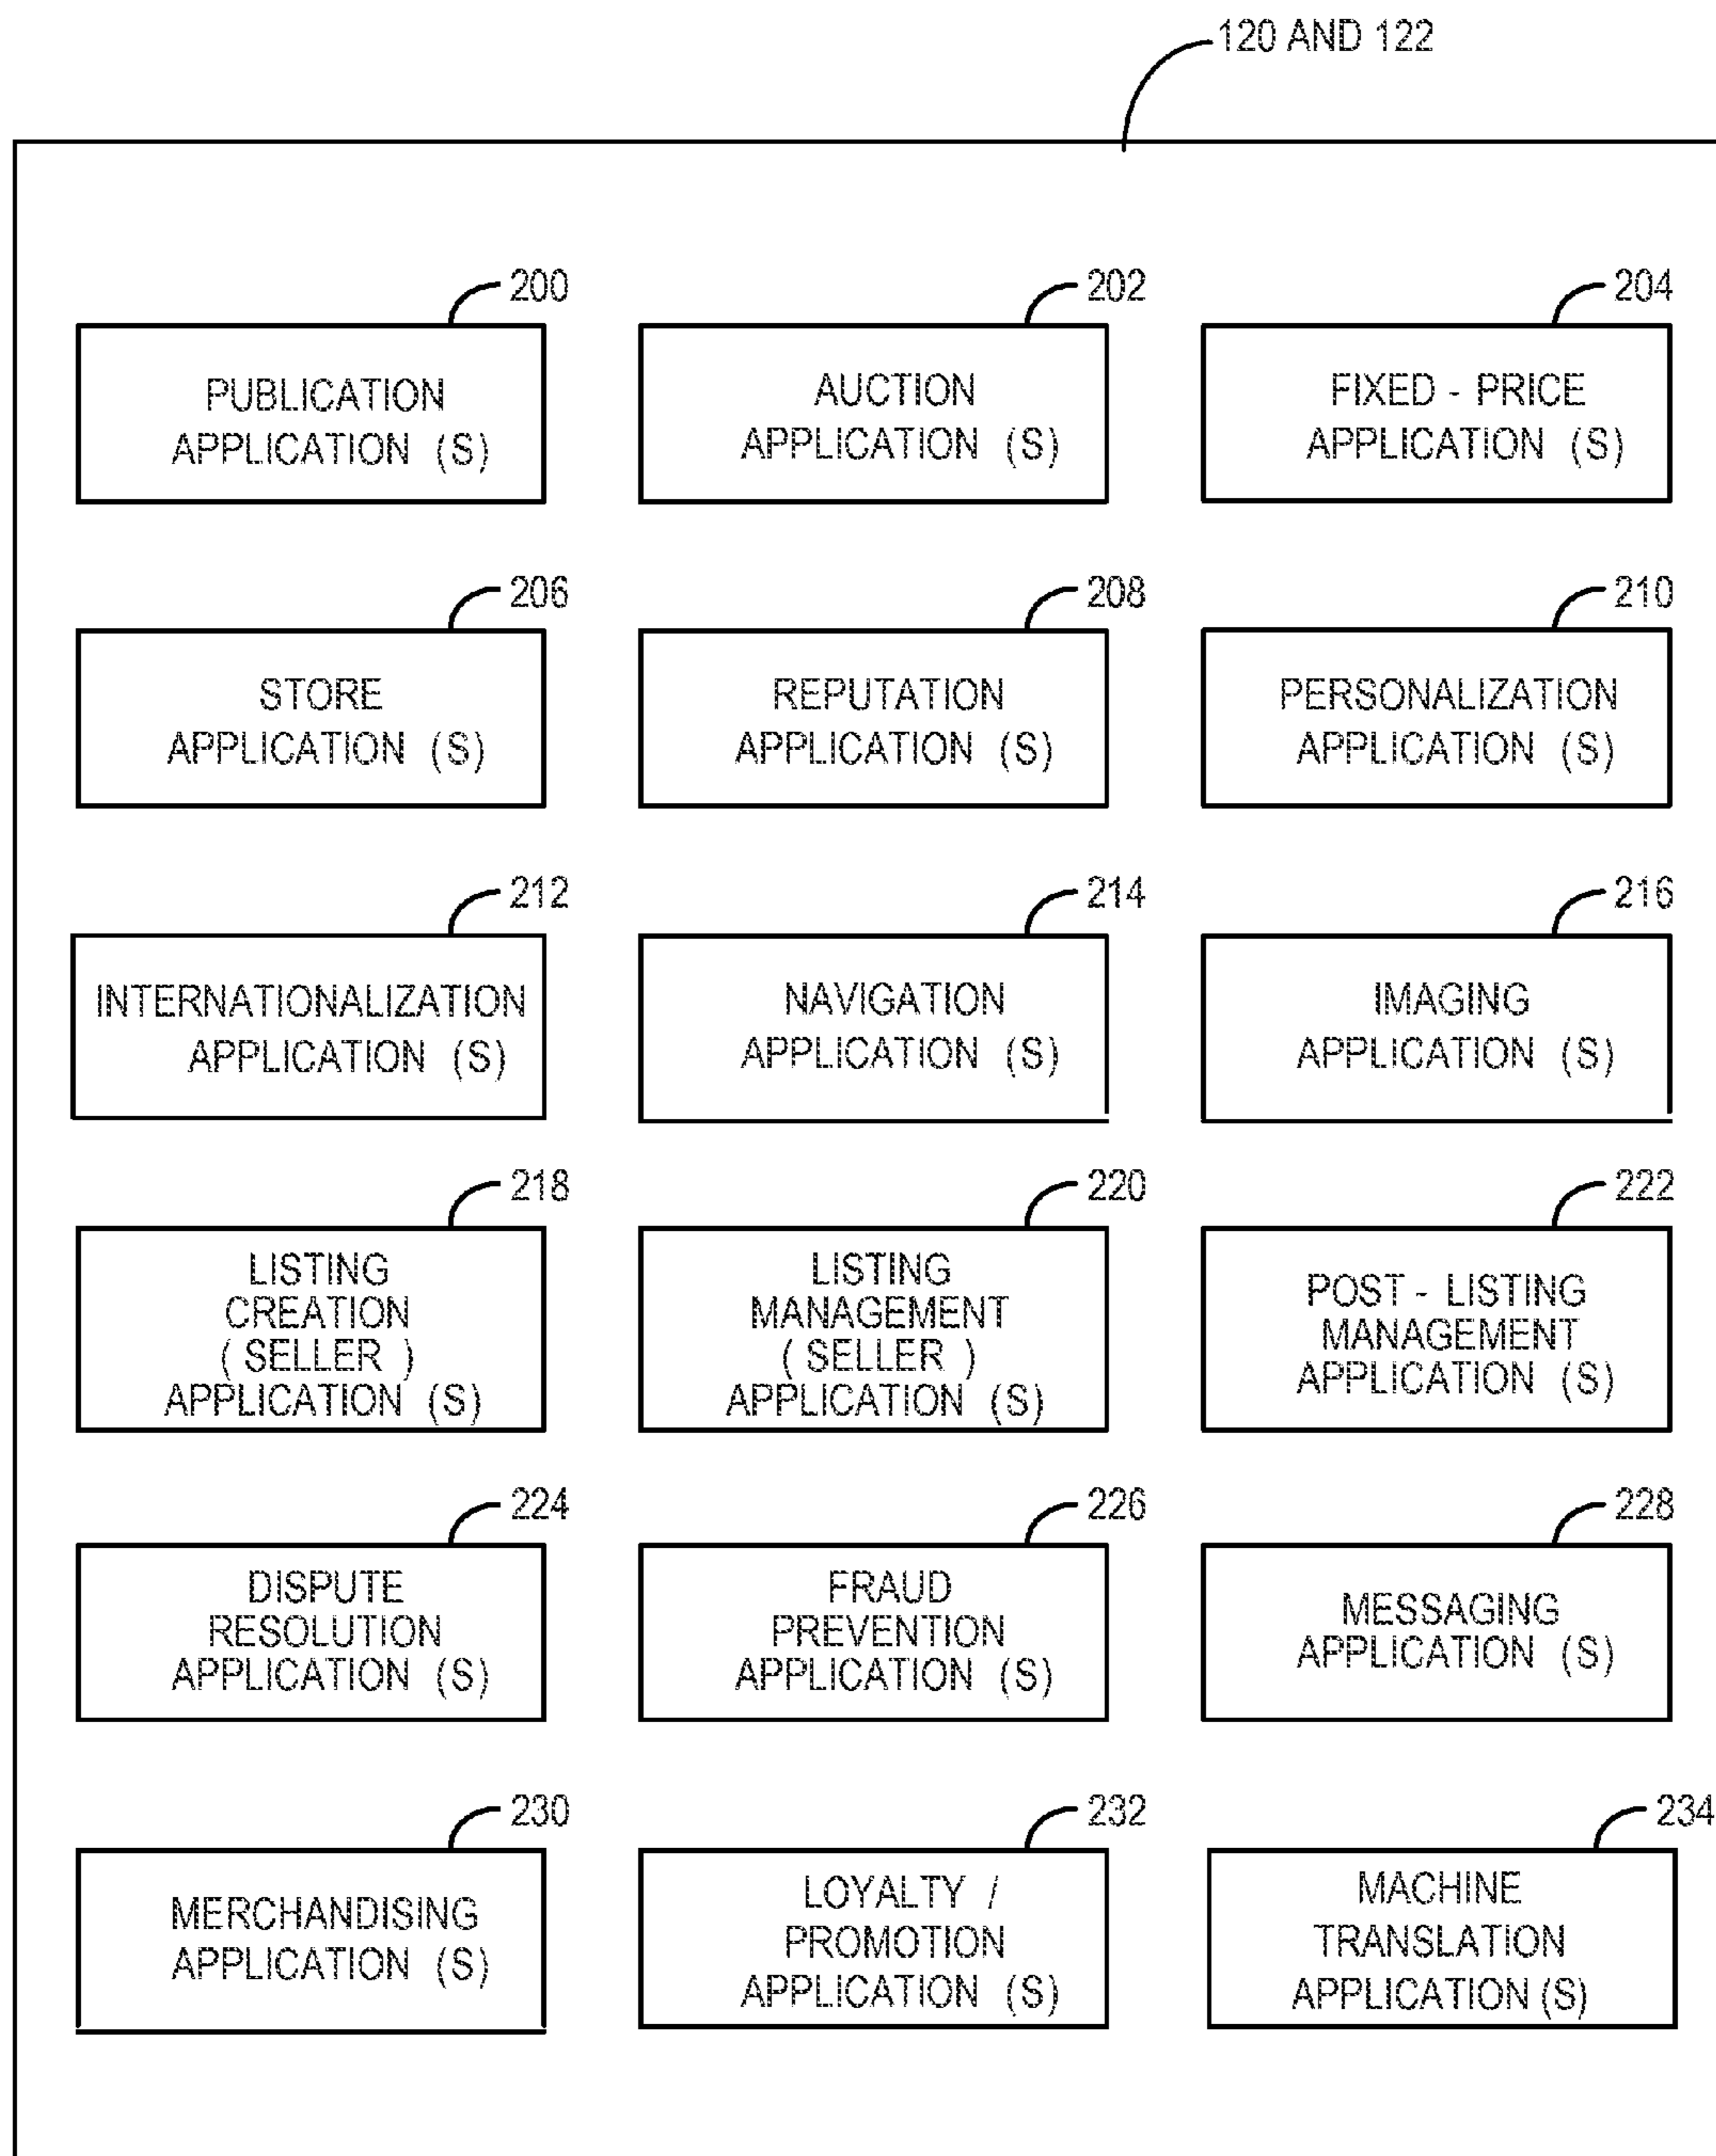 120 AND 122
200
PUBLICATION
APPLICATION (S)
202
AUCTION
APPLICATION (S)
204
FIXED - PRICE
APPLICATION (S)
206
STORE
APPLICATION (S)
208
REPUTATION
APPLICATION (S)
210
PERSONALIZATION
APPLICATION (S)
212
INTERNATIONALIZATION
APPLICATION (S)
214
NAVIGATION
APPLICATION (S)
216
IMAGING
APPLICATION (S)
218
LISTING
CREATION
( SELLER )
APPLICATION (S)
220
LISTING
MANAGEMENT
( SELLER )
APPLICATION (S)
222
POST - LISTING
MANAGEMENT
APPLICATION (S)
224
DISPUTE
RESOLUTION
APPLICATION (S)
226
FRAUD
PREVENTION
APPLICATION (S)
228
MESSAGING
APPLICATION (S)
230
MERCHANDISING
APPLICATION (S)
232
LOYALTY /
PROMOTION
APPLICATION (S)
234
MACHINE
TRANSLATION
APPLICATION (S)